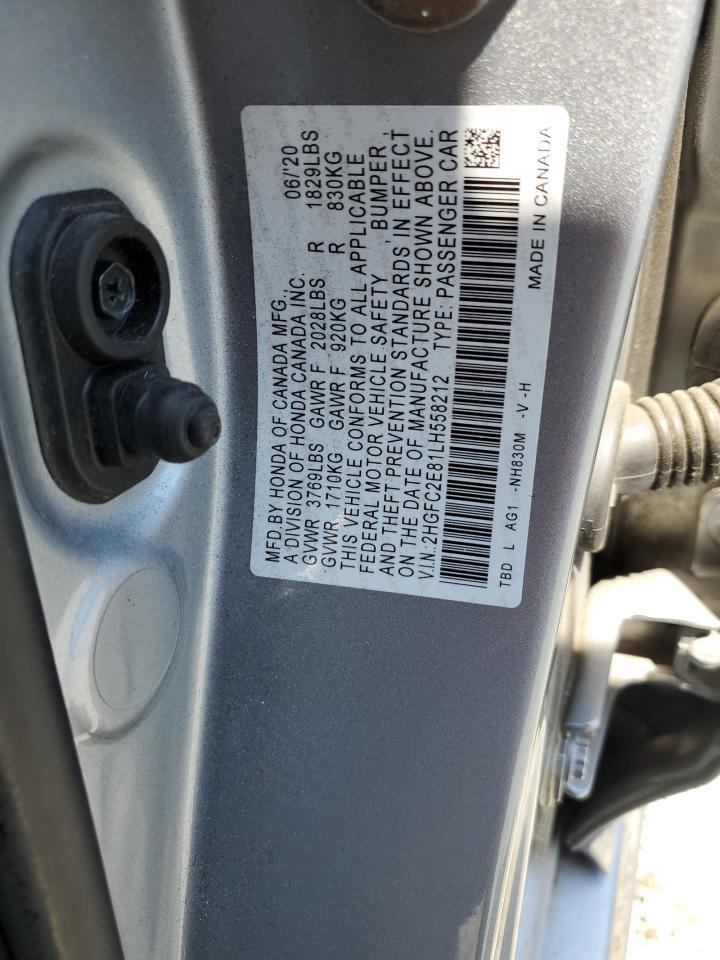 MFD.BY HONDA OF CANADA MFG., 06/'20
A DIVISION OF HONDA CANADA INC.
GVWR 3769LBS GAWR F 2028LBS R 1829LBS
GVWR 1710KG GAWR F 920KG R 830KG
THIS VEHICLE CONFORMS TO ALL APPLICABLE
FEDERAL MOTOR VEHICLE SAFETY , BUMPER ,
AND THEFT PREVENTION STANDARDS, IN EFFECT
ON THE DATE OF MANUFACTURE SHOWN ABOVE.
V.I.N.:2HGFC2E81LH558212 TYPE: PASSENGER CAR
TBD L AG1 -NH830M -V -H MADE IN CANADA